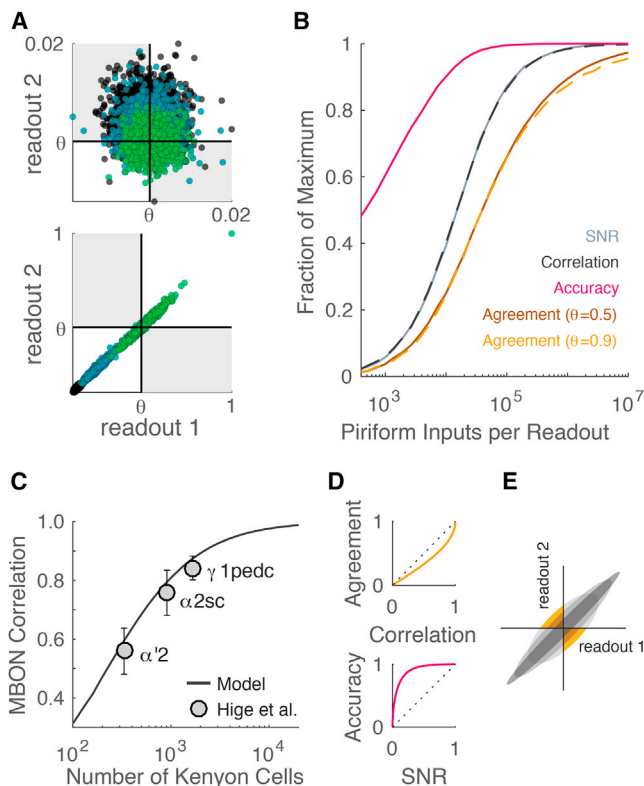 A
0.02
readout 2
θ
θ
0.02
1
readout 2
θ
θ
1
readout 1
B
1
0.8
0.6
0.4
0.2
0
Fraction of Maximum
SNR
Correlation
Accuracy
Agreement (θ=0.5)
Agreement (θ=0.9)
10³
10⁵
10⁷
Piriform Inputs per Readout
C
1.0
0.8
0.6
0.4
MBON Correlation
γ1pedc
α2sc
α'2
Model
Hige et al.
10²
10³
10⁴
Number of Kenyon Cells
D
Agreement
1
0
0
1
Correlation
Accuracy
1
0
0
1
SNR
E
readout 2
readout 1